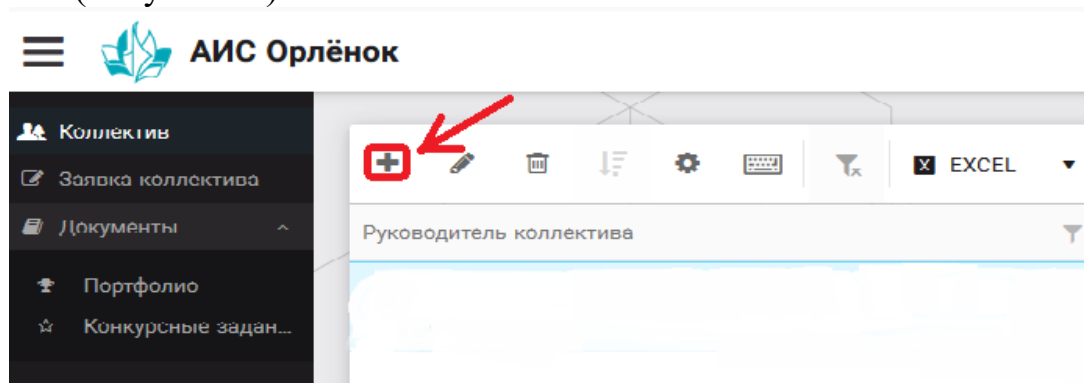 АИС Орлёнок
Коллектив
Заявка коллектива
Документы
Портфолио
Конкурсные задан...
EXCEL
Руководитель коллектива